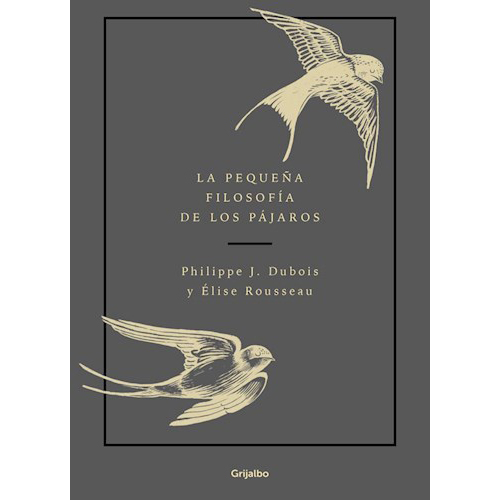 LA PEQUEÑA
FILOSOFÍA
DE LOS PÁJAROS
Philippe J. Dubois
y Élise Rousseau
Grijalbo